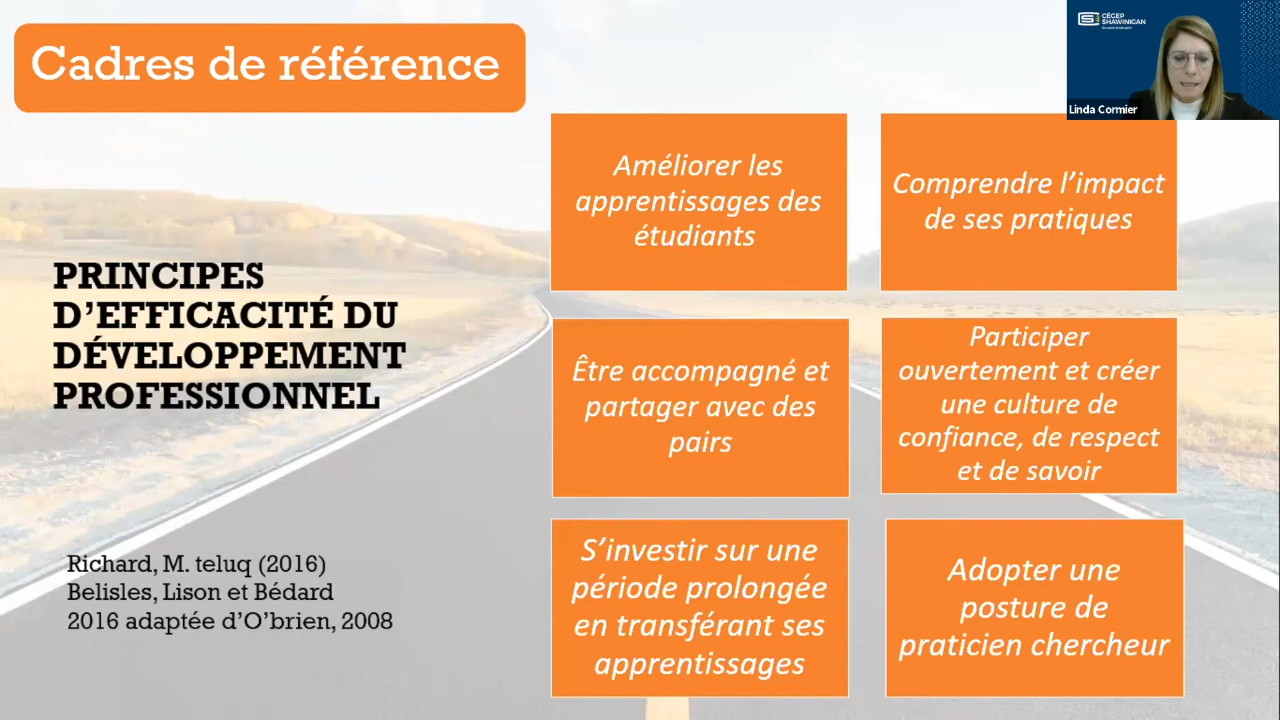 Cadres de référence
CÉGEP
SHAWINIGAN
Linda Cormier
PRINCIPES
D'EFFICACITÉ DU
DÉVELOPPEMENT
PROFESSIONNEL
Richard, M. teluq (2016)
Belisles, Lison et Bédard
2016 adaptée d'O'brien, 2008
Améliorer les
apprentissages des
étudiants
Comprendre l'impact
de ses pratiques
Être accompagné et
partager avec des
pairs
Participer
ouvertement et créer
une culture de
confiance, de respect
et de savoir
S'investir sur une
période prolongée
en transférant ses
apprentissages
Adopter une
posture de
praticien chercheur